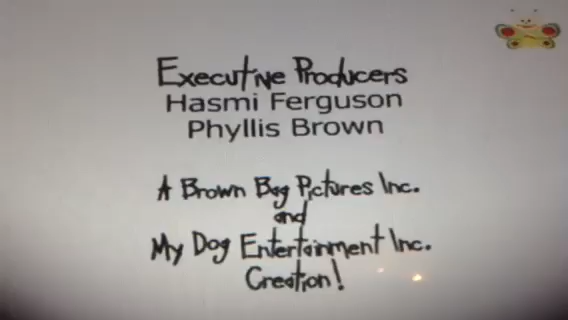 Executive Producers
Hasmi Ferguson
Phyllis Brown
A Brown Bag Pictures Inc.
and
My Dog Entertainment Inc.
Creation!